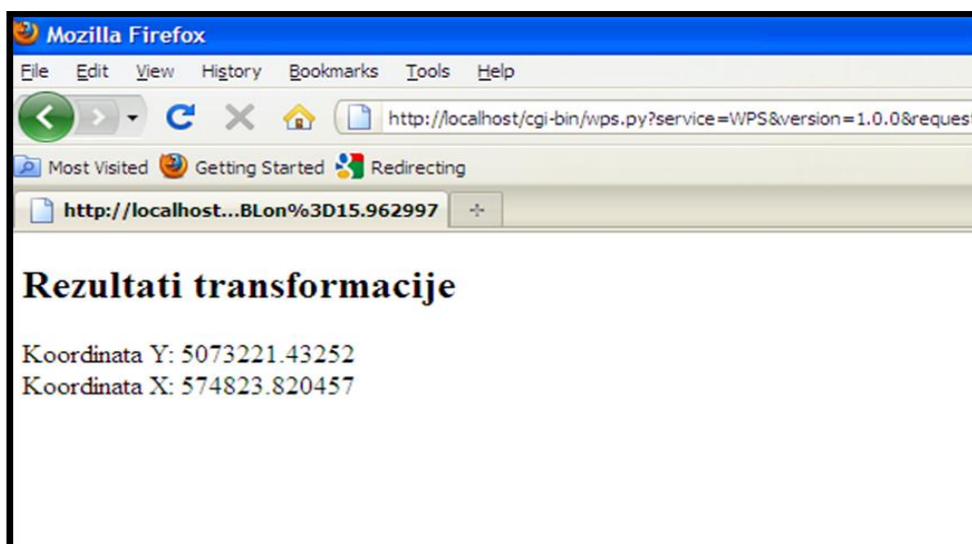 Mozilla Firefox
File Edit View History Bookmarks Tools Help
http://localhost/cgi-bin/wps.py?service=WPS&version=1.0.0&request
Most Visited Getting Started Redirecting
http://localhost...BLon%3D15.962997
Rezultati transformacije
Koordinata Y: 5073221.43252
Koordinata X: 574823.820457